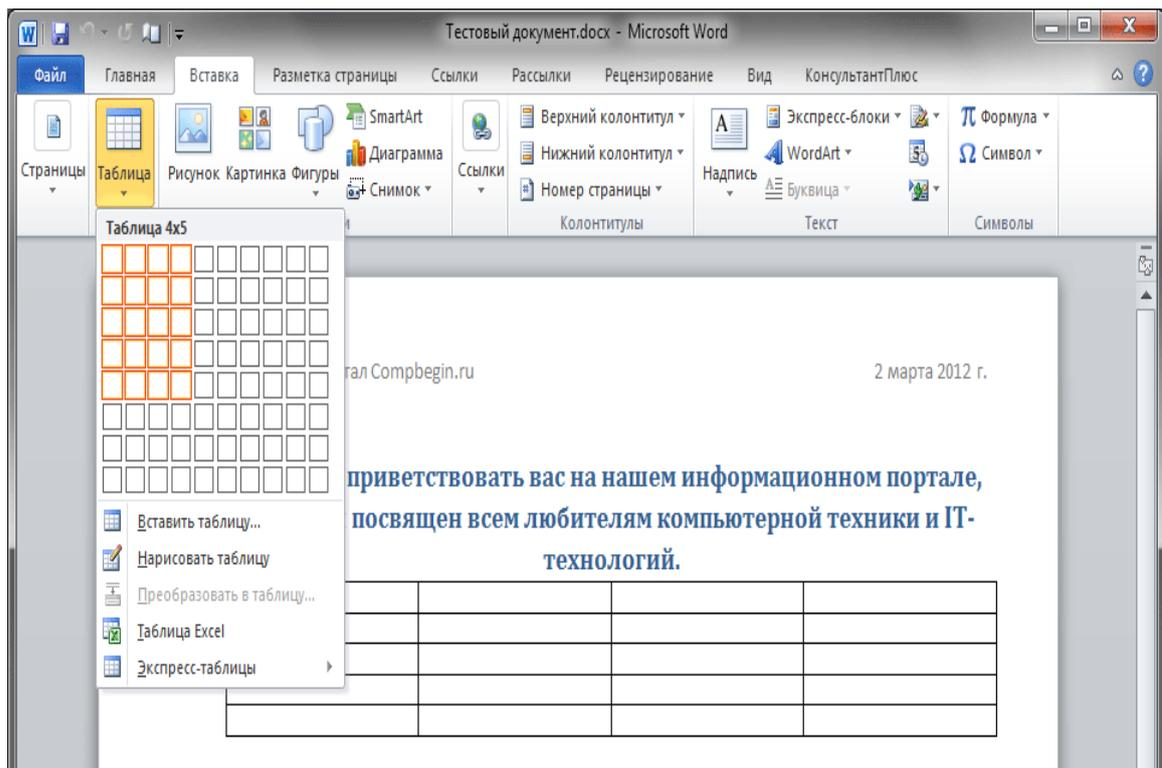 Тестовый документ.docx - Microsoft Word
Файл Главная Вставка Разметка страницы Ссылки Рассылки Рецензирование Вид КонсультантПлюс
Страницы
Таблица
Рисунок Картинка Фигуры
SmartArt
Диаграмма
Снимок
Ссылки
Верхний колонтитул
Нижний колонтитул
Номер страницы
Колонтитулы
Надпись
Экспресс-блоки
WordArt
Буквица
Текст
π Формула
Ω Символ
Символы
Таблица 4x5
Вставить таблицу...
Нарисовать таблицу
Преобразовать в таблицу...
Таблица Excel
Экспресс-таблицы
тал Compbegin.ru 2 марта 2012 г.
приветствовать вас на нашем информационном портале,
посвящен всем любителям компьютерной техники и IT-
технологий.